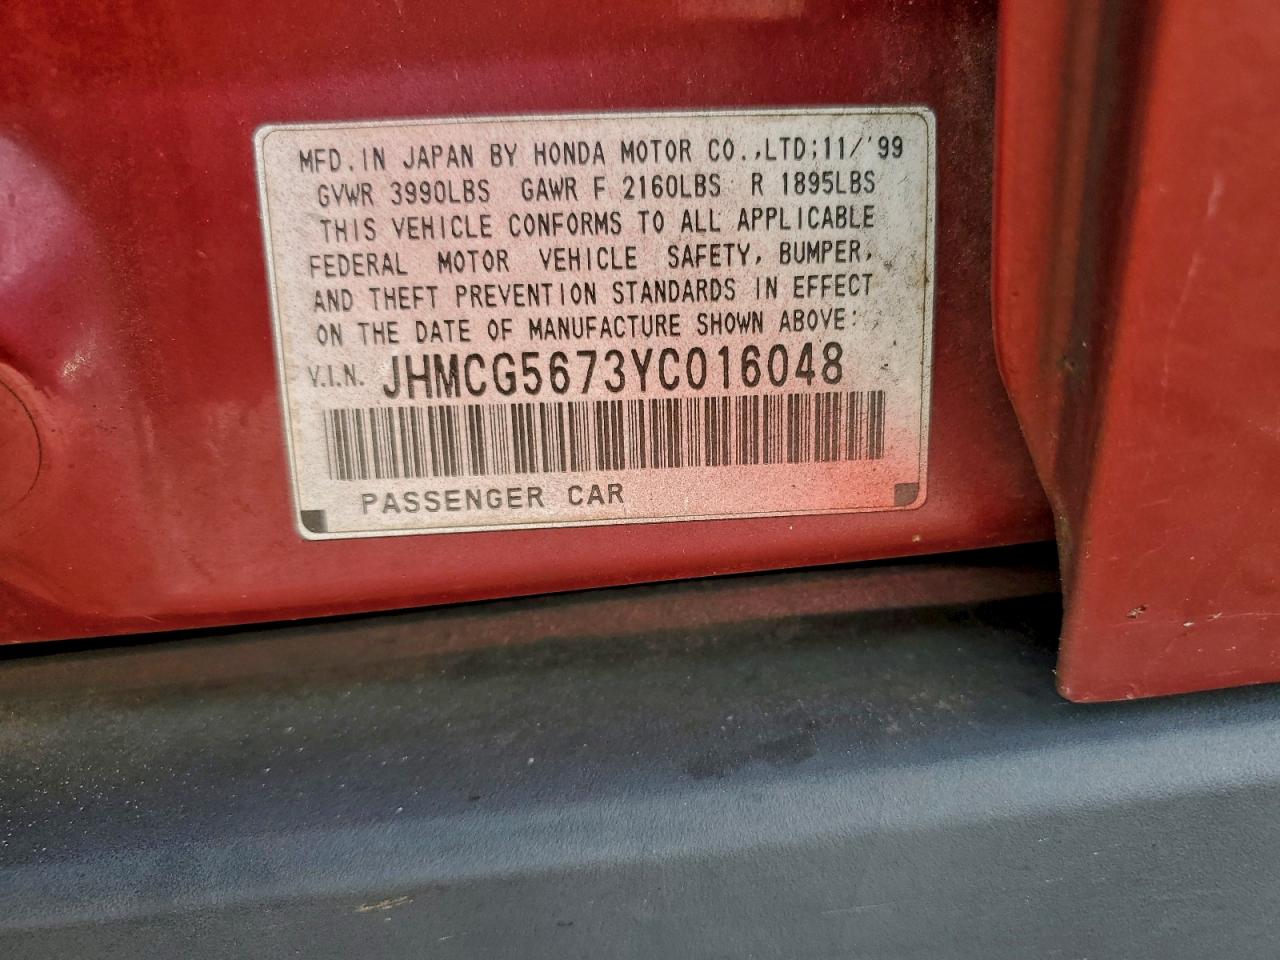 MFD. IN JAPAN BY HONDA MOTOR CO.,LTD;11/'99
GVWR 3990LBS GAWR F 2160LBS R 1895LBS
THIS VEHICLE CONFORMS TO ALL APPLICABLE
FEDERAL MOTOR VEHICLE SAFETY, BUMPER,
AND THEFT PREVENTION STANDARDS IN EFFECT
ON THE DATE OF MANUFACTURE SHOWN ABOVE:
V.I.N. JHMCG5673YC016048
PASSENGER CAR